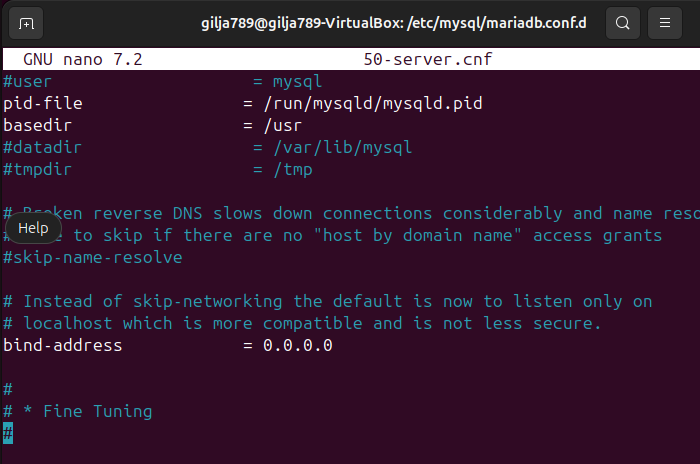 gilja789@gilja789-VirtualBox: /etc/mysql/mariadb.conf.d
GNU nano 7.2 50-server.cnf
#user = mysql
pid-file = /run/mysqld/mysqld.pid
basedir = /usr
#datadir = /var/lib/mysql
#tmpdir = /tmp
# Broken reverse DNS slows down connections considerably and name reso
Help
to skip if there are no "host by domain name" access grants
#skip-name-resolve
# Instead of skip-networking the default is now to listen only on
# localhost which is more compatible and is not less secure.
bind-address = 0.0.0.0
#
# * Fine Tuning
#